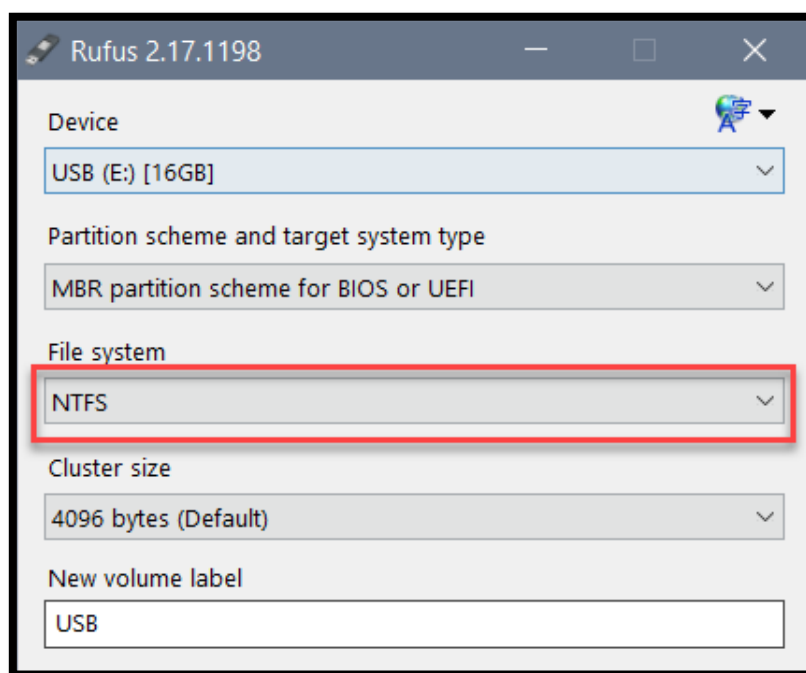 Rufus 2.17.1198
Device
USB (E:) [16GB]
Partition scheme and target system type
MBR partition scheme for BIOS or UEFI
File system
NTFS
Cluster size
4096 bytes (Default)
New volume label
USB